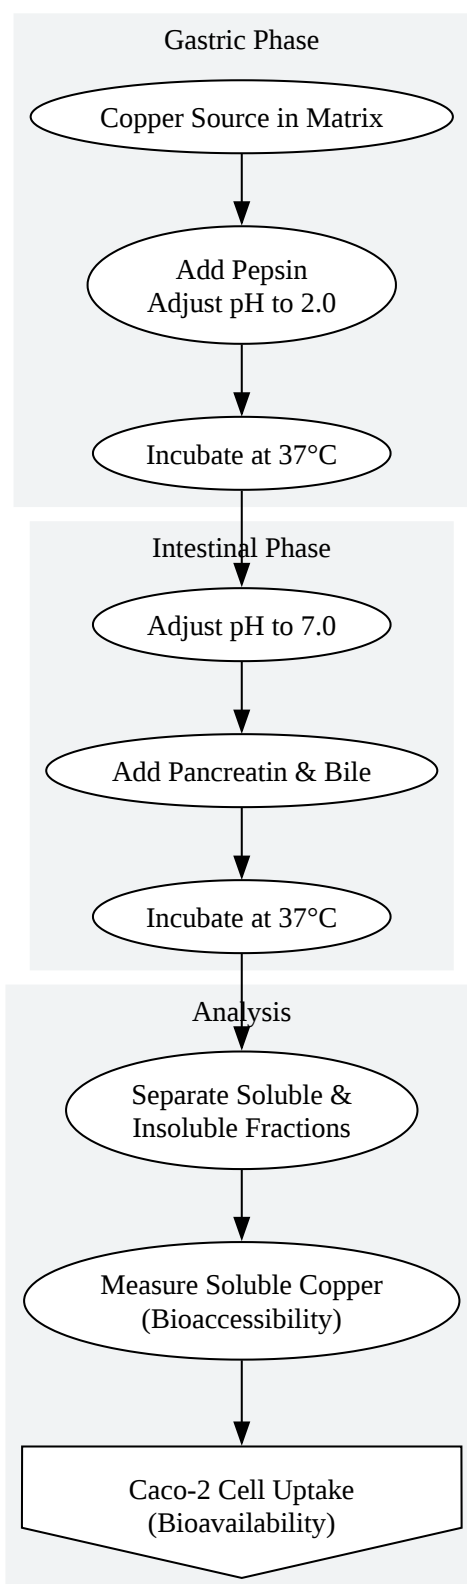 Gastric Phase
Copper Source in Matrix
Add Pepsin
Adjust pH to 2.0
Incubate at 37°C
Intestinal Phase
Adjust pH to 7.0
Add Pancreatin & Bile
Incubate at 37°C
Analysis
Separate Soluble &
Insoluble Fractions
Measure Soluble Copper
(Bioaccessibility)
Caco-2 Cell Uptake
(Bioavailability)